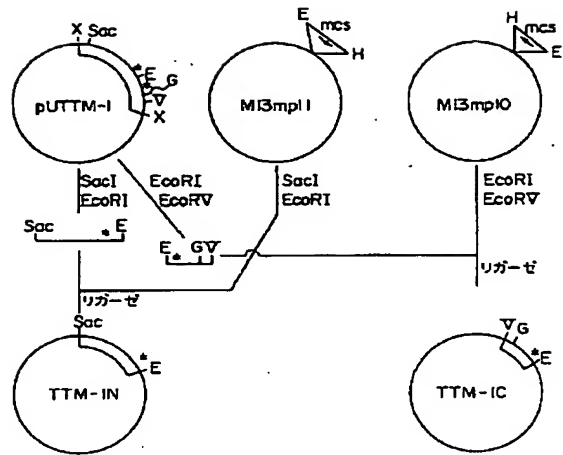 X Sac
* E
* G
V
X
pUTTM-1
E mcs
H
M13mp11
H mcs
E
M13mp10
SacI
EcoRI
EcoRI
EcoRV
SacI
EcoRI
EcoRI
EcoRV
Sac * E
E * G V
リガーゼ
リガーゼ
Sac
* E
TTM-1N
V G
* E
TTM-1C